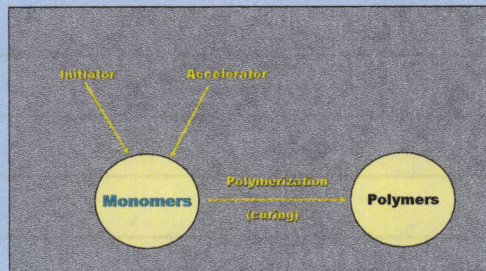 Initiator
Accelerator
Monomers
Polymerization
(curing)
Polymers